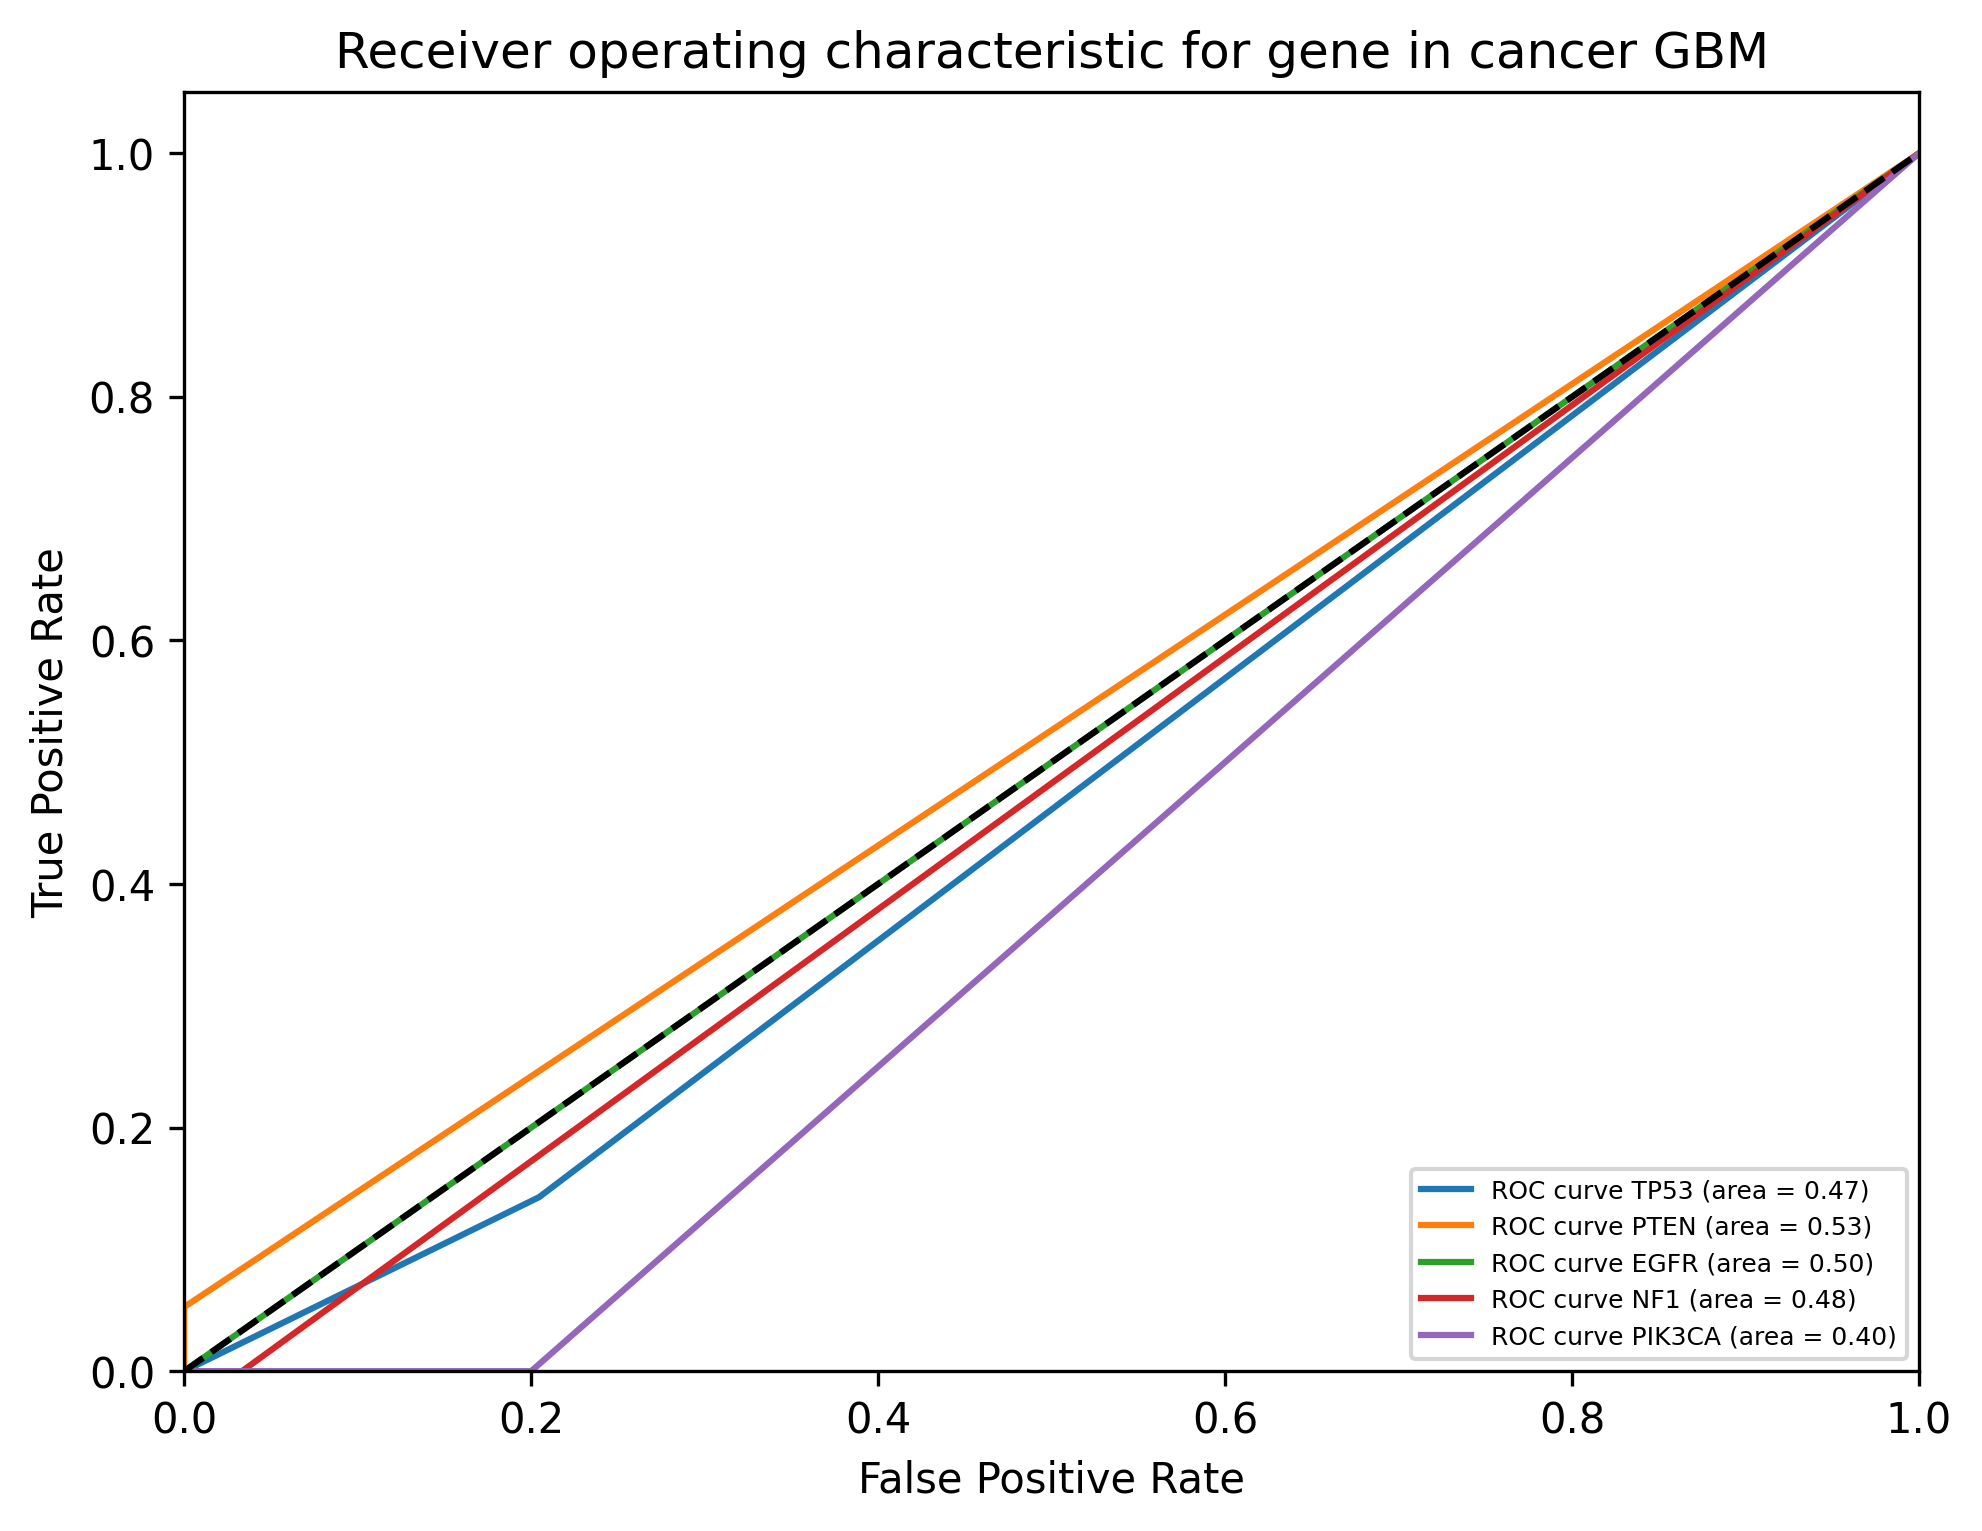 Receiver operating characteristic for gene in cancer GBM
True Positive Rate
1.0
0.8
0.6
0.4
0.2
0.0
0.0 0.2 0.4 0.6 0.8 1.0
False Positive Rate
ROC curve TP53 (area = 0.47)
ROC curve PTEN (area = 0.53)
ROC curve EGFR (area = 0.50)
ROC curve NF1 (area = 0.48)
ROC curve PIK3CA (area = 0.40)